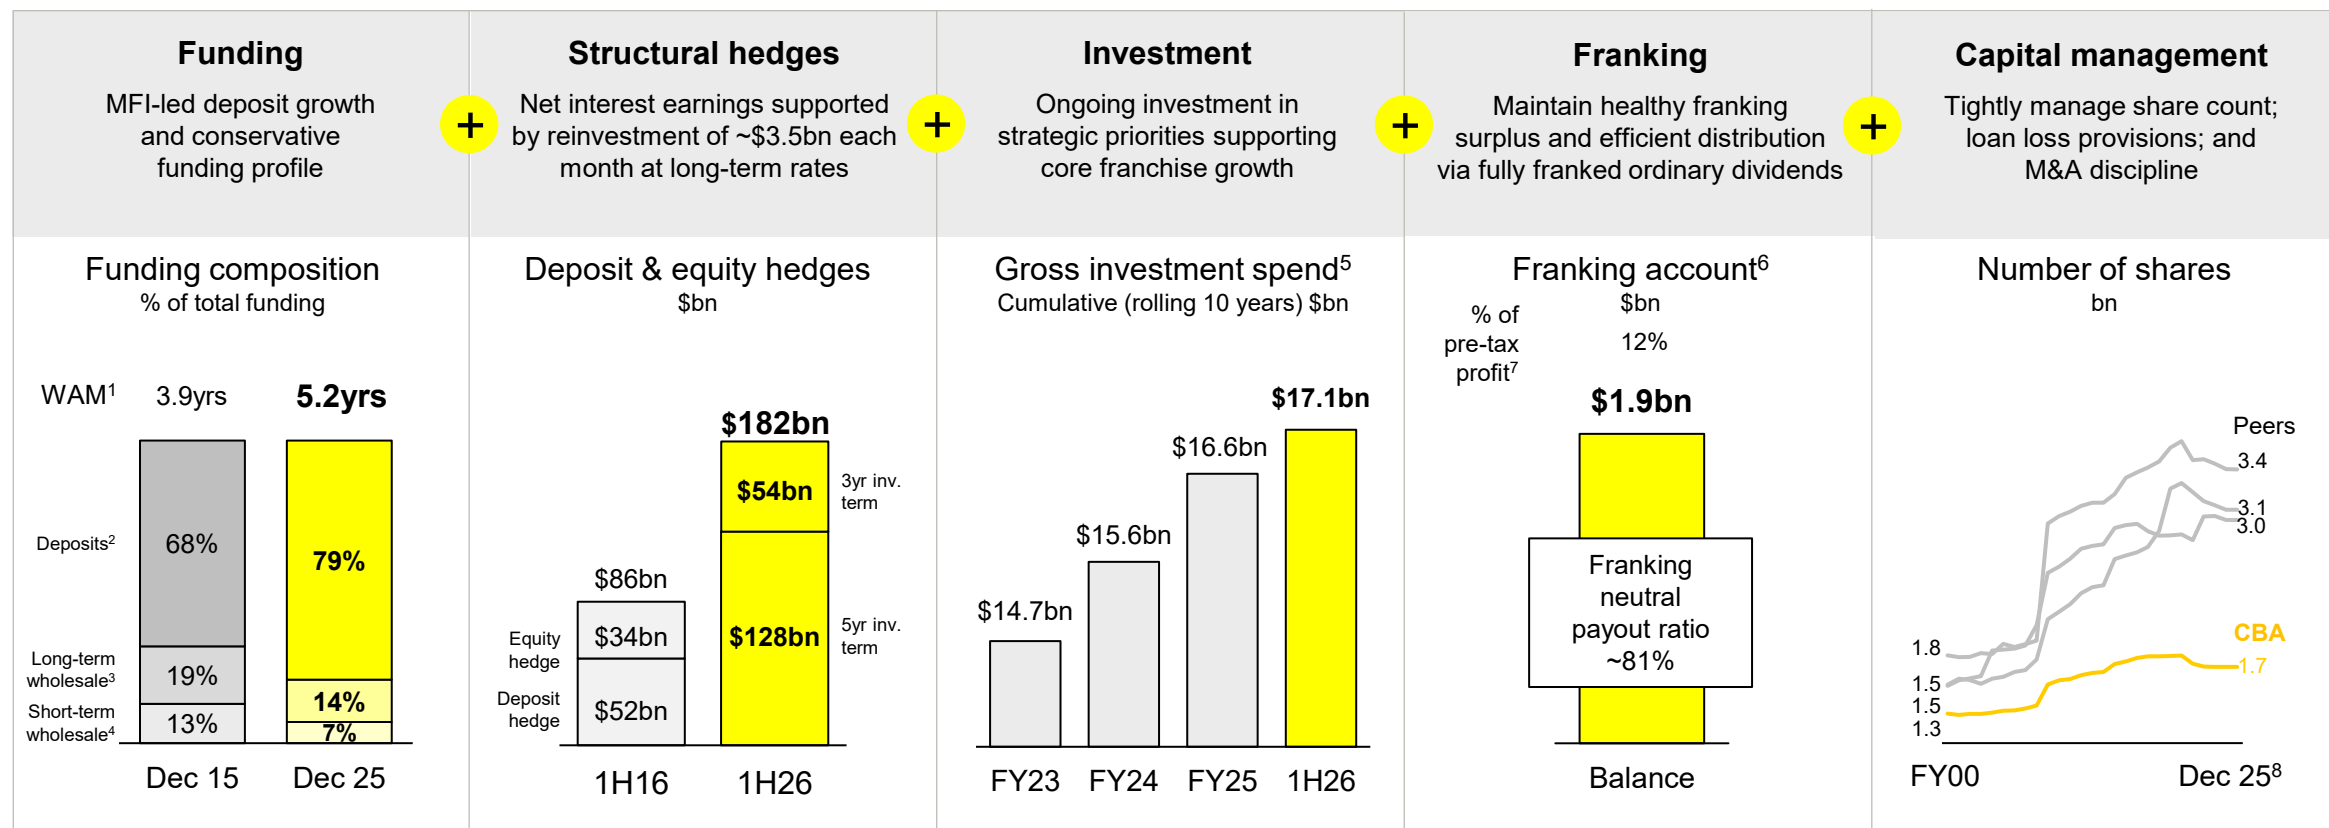 Funding
MFI-led deposit growth
and conservative
funding profile
+
Structural hedges
Net interest earnings supported
by reinvestment of ~$3.5bn each
month at long-term rates
+
Investment
Ongoing investment in
strategic priorities supporting
core franchise growth
+
Franking
Maintain healthy franking
surplus and efficient distribution
via fully franked ordinary dividends
+
Capital management
Tightly manage share count;
loan loss provisions; and
M&A discipline
Funding composition
% of total funding
WAM¹ 3.9yrs 5.2yrs
Deposits² 68% 79%
Long-term
wholesale³
19% 14%
Short-term
wholesale⁴
13% 7%
Dec 15 Dec 25
Deposit & equity hedges
$bn
$182bn
$54bn
3yr inv.
term
$86bn
Equity
hedge
$34bn
$128bn
5yr inv.
term
Deposit
hedge
$52bn
1H16 1H26
Gross investment spend⁵
Cumulative (rolling 10 years) $bn
$14.7bn
$15.6bn
$16.6bn
$17.1bn
FY23 FY24 FY25 1H26
Franking account⁶
$bn
% of
pre-tax
profit⁷
12%
$1.9bn
Franking
neutral
payout ratio
~81%
Balance
Number of shares
bn
Peers
3.4
3.1
3.0
CBA
1.7
1.8
1.5
1.5
1.3
FY00 Dec 25⁸